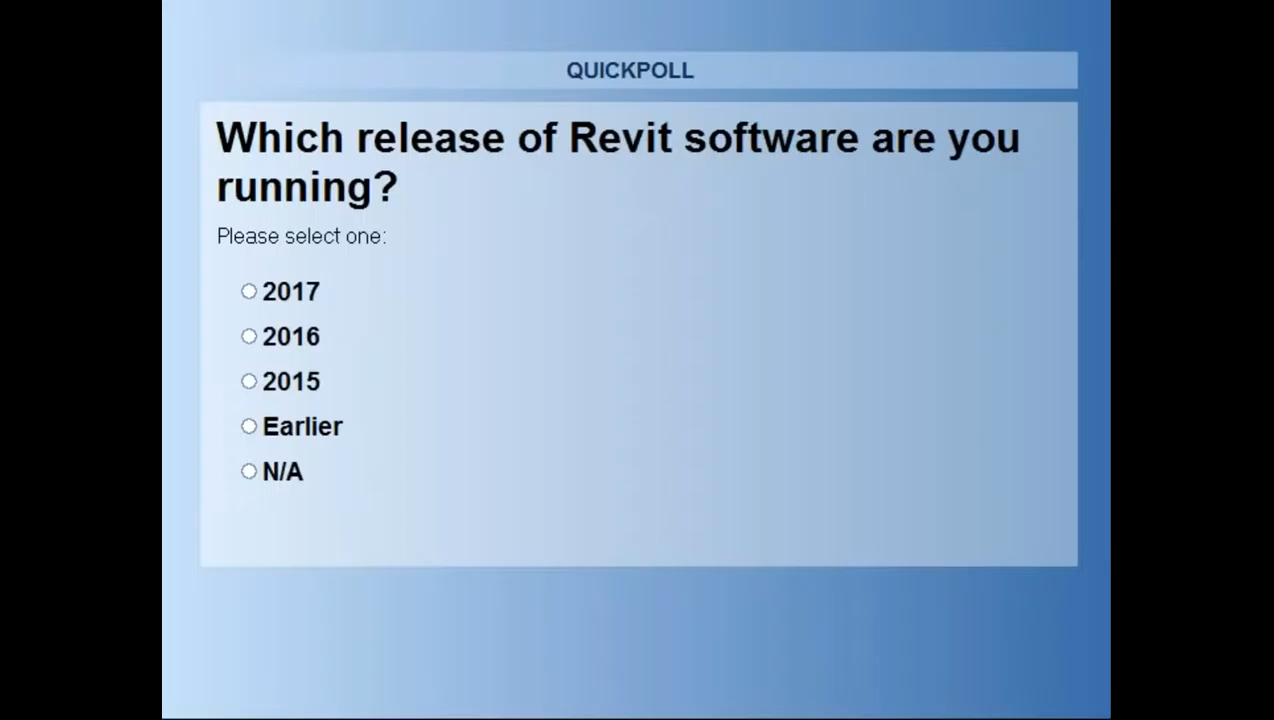 QUICKPOLL
Which release of Revit software are you
running?
Please select one:
2017
2016
2015
Earlier
N/A